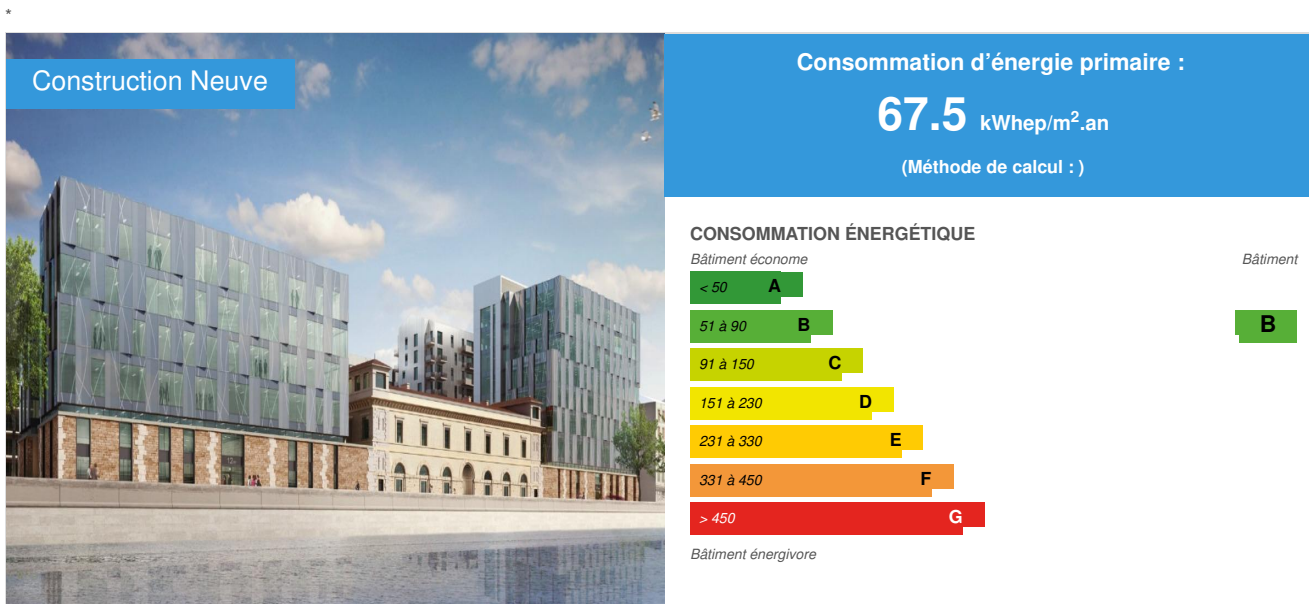 *
Construction Neuve
Consommation d'énergie primaire :
67.5 kWhep/m².an
(Méthode de calcul : )
CONSOMMATION ÉNERGÉTIQUE
Bâtiment économe
Bâtiment
< 50 A
51 à 90 B
B
91 à 150 C
151 à 230 D
231 à 330 E
331 à 450 F
> 450 G
Bâtiment énergivore